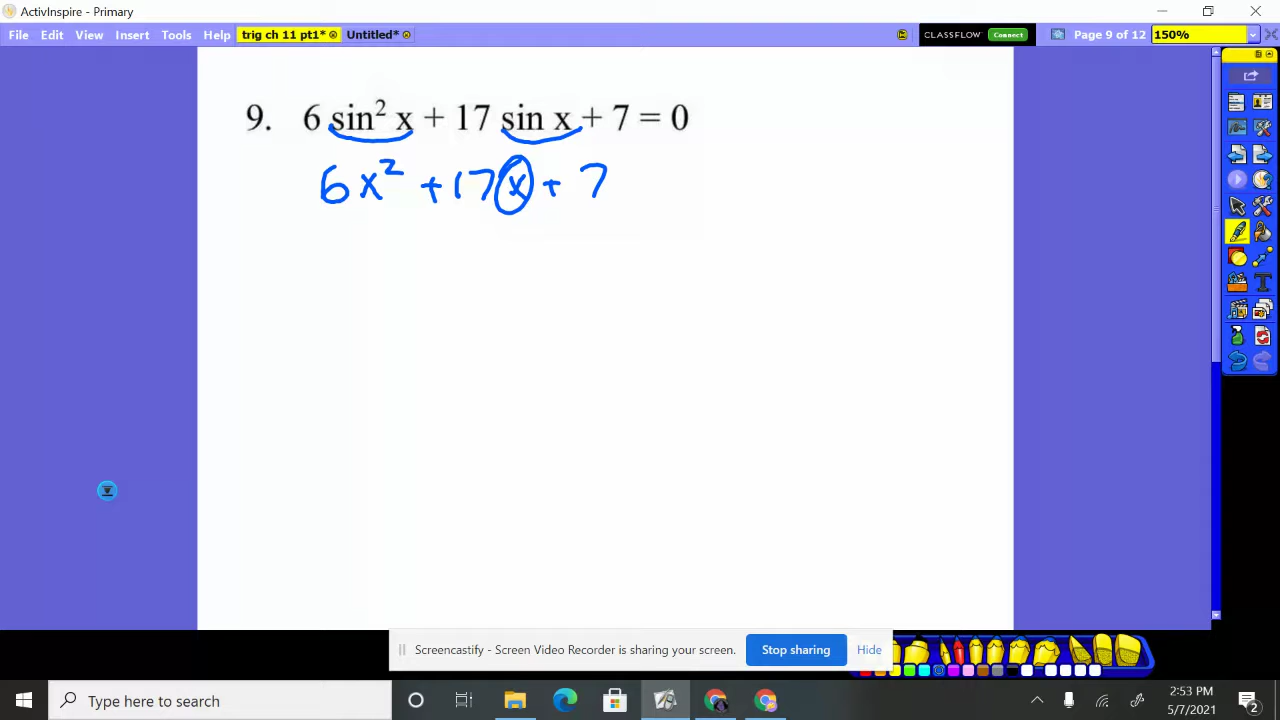 ActivInspire - Primary
File Edit View Insert Tools Help trig ch 11 pt1* Untitled* CLASSFLOW Connect Page 9 of 12 150%
9. 6 sin² x + 17 sin x + 7 = 0
6x² + 17x + 7
Screencastify - Screen Video Recorder is sharing your screen. Stop sharing Hide
Type here to search
2:53 PM
5/7/2021
2